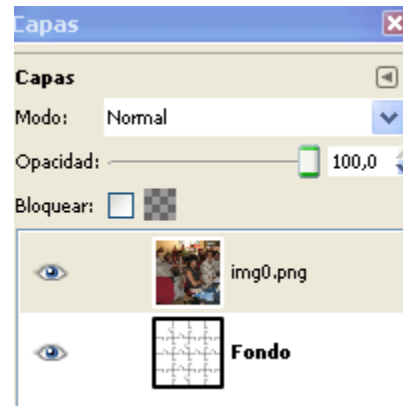 Capas
Capas
Modo: Normal
Opacidad: 100,0
Bloquear:
img0.png
Fondo